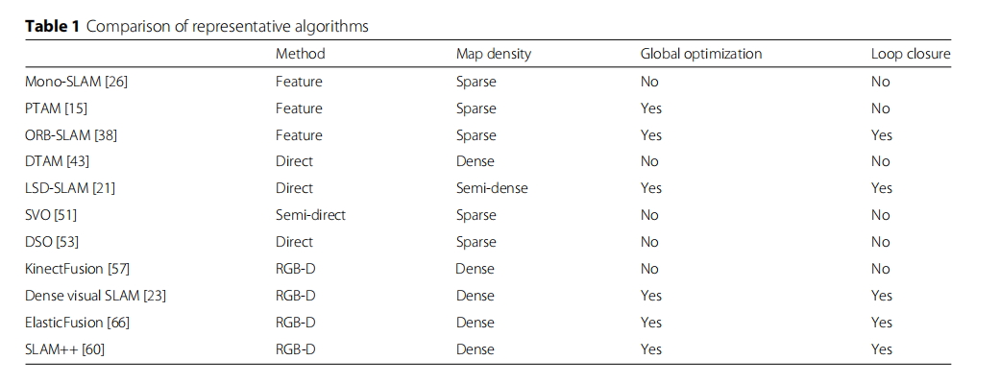 Table 1 Comparison of representative algorithms
Method Map density Global optimization Loop closure
Mono-SLAM [26] Feature Sparse No No
PTAM [15] Feature Sparse Yes No
ORB-SLAM [38] Feature Sparse Yes Yes
DTAM [43] Direct Dense No No
LSD-SLAM [21] Direct Semi-dense Yes Yes
SVO [51] Semi-direct Sparse No No
DSO [53] Direct Sparse No No
KinectFusion [57] RGB-D Dense No No
Dense visual SLAM [23] RGB-D Dense Yes Yes
ElasticFusion [66] RGB-D Dense Yes Yes
SLAM++ [60] RGB-D Dense Yes Yes